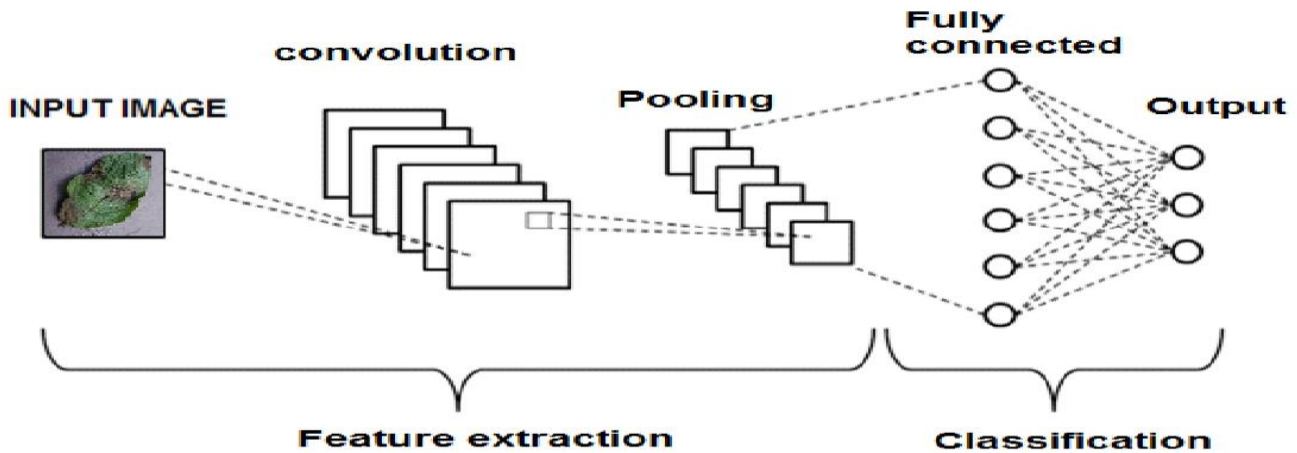 Fully
connected
convolution
Pooling
INPUT IMAGE
Output
Feature extraction
Classification